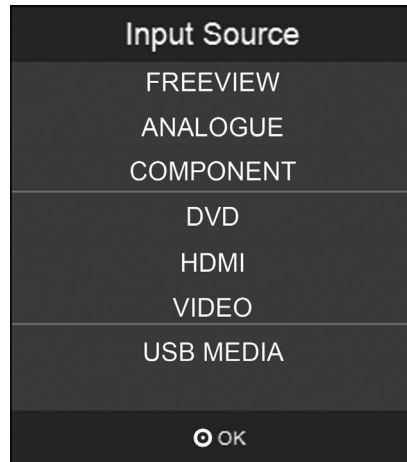 Input Source
FREEVIEW
ANALOGUE
COMPONENT
DVD
HDMI
VIDEO
USB MEDIA
OK